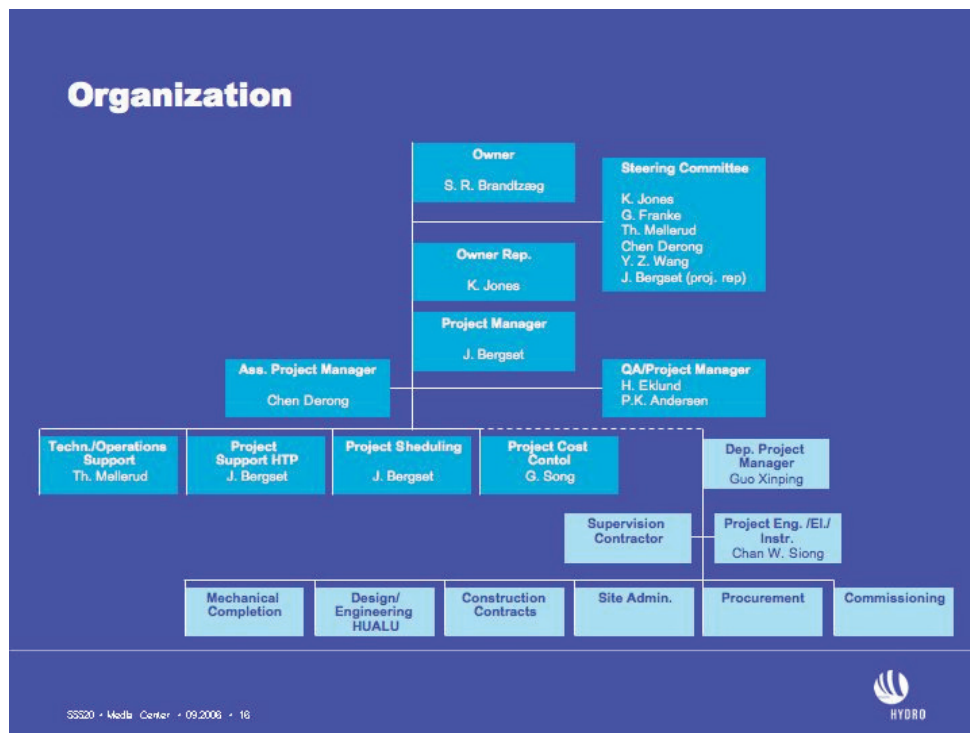 Organization
Owner
S. R. Brandtzæg
Steering Committee
K. Jones
G. Franke
Th. Mellerud
Chen Derong
Y. Z. Wang
J. Bergset (proj. rep)
Owner Rep.
K. Jones
Project Manager
J. Bergset
Ass. Project Manager
Chen Derong
QA/Project Manager
H. Eklund
P.K. Andersen
Techn./Operations
Support
Th. Mellerud
Project
Support HTP
J. Bergset
Project Sheduling
J. Bergset
Project Cost
Contol
G. Song
Dep. Project
Manager
Guo Xinping
Supervision
Contractor
Project Eng. /El./
Instr.
Chan W. Siong
Mechanical
Completion
Design/
Engineering
HUALU
Construction
Contracts
Site Admin.
Procurement
Commissioning
SSS20 • Media Center • 09.2006 • 16
HYDRO